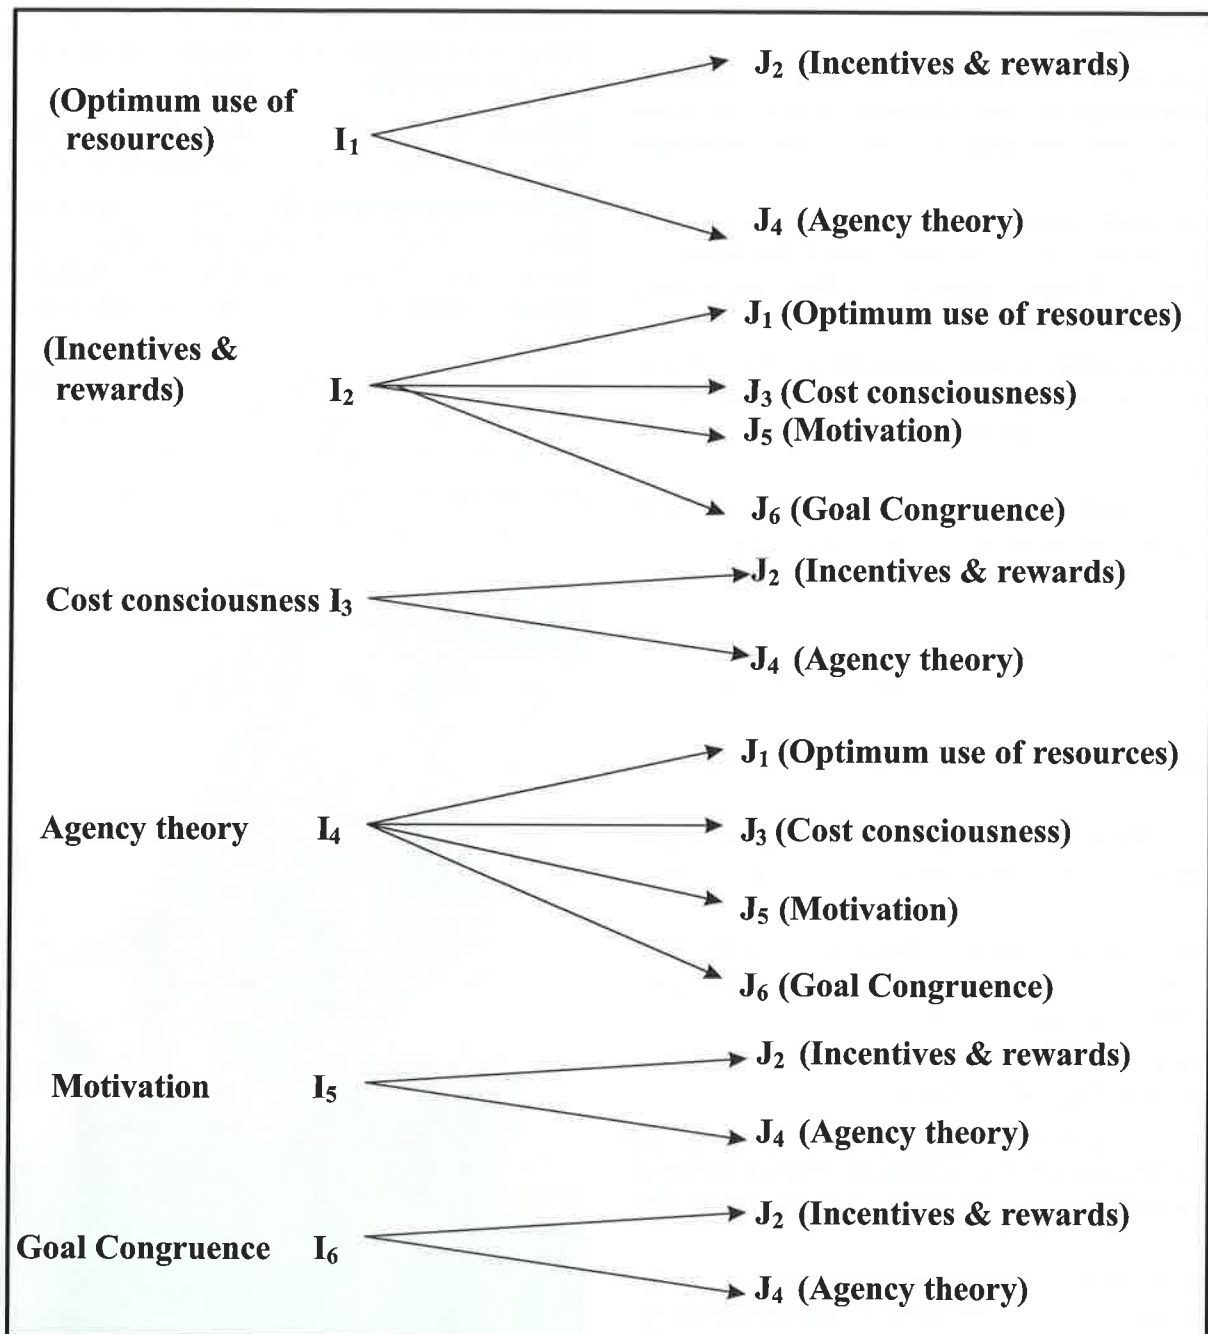 J₂ (Incentives & rewards)
(Optimum use of
resources) I₁
J₄ (Agency theory)
J₁ (Optimum use of resources)
(Incentives &
rewards) I₂
J₃ (Cost consciousness)
J₅ (Motivation)
J₆ (Goal Congruence)
J₂ (Incentives & rewards)
Cost consciousness I₃
J₄ (Agency theory)
J₁ (Optimum use of resources)
Agency theory I₄
J₃ (Cost consciousness)
J₅ (Motivation)
J₆ (Goal Congruence)
J₂ (Incentives & rewards)
Motivation I₅
J₄ (Agency theory)
J₂ (Incentives & rewards)
Goal Congruence I₆
J₄ (Agency theory)